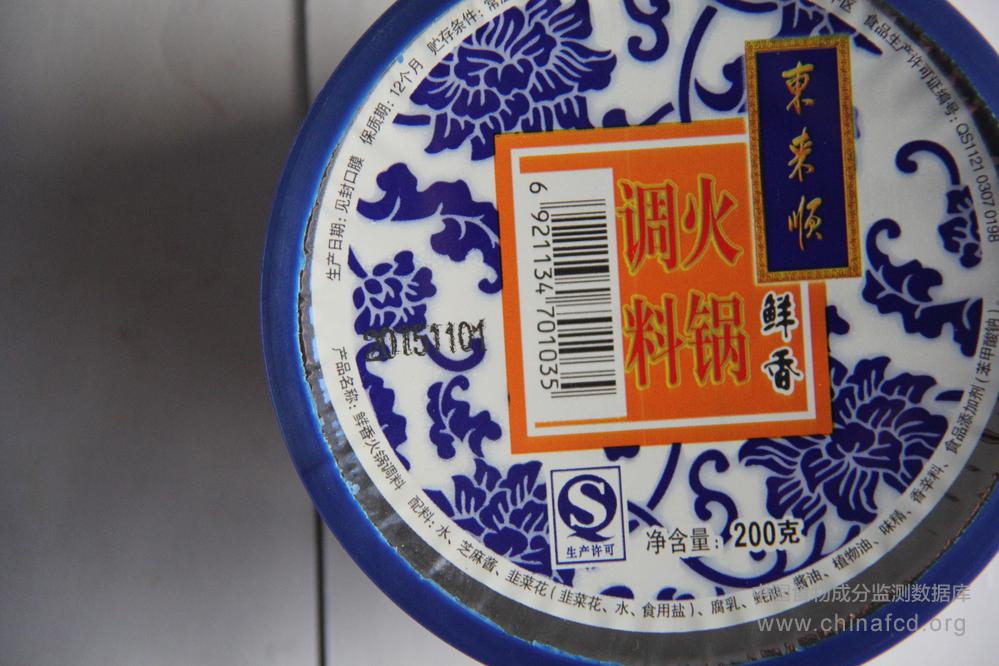 東来顺
鲜香
火锅
调料
6 921134 701035
20151101
净含量：200克
生产许可
产品名称：鲜香火锅调料
配料：水、芝麻酱、韭菜花（韭菜花、水、食用盐）、腐乳、蚝油、酱油、植物油、味精、香辛料、食品添加剂（苯甲酸钠）
生产日期：见封口膜
保质期：12个月
贮存条件：常
食品生产许可证编号：QS1121 0307 0198
物成分监测数据库
www.chinafcd.org